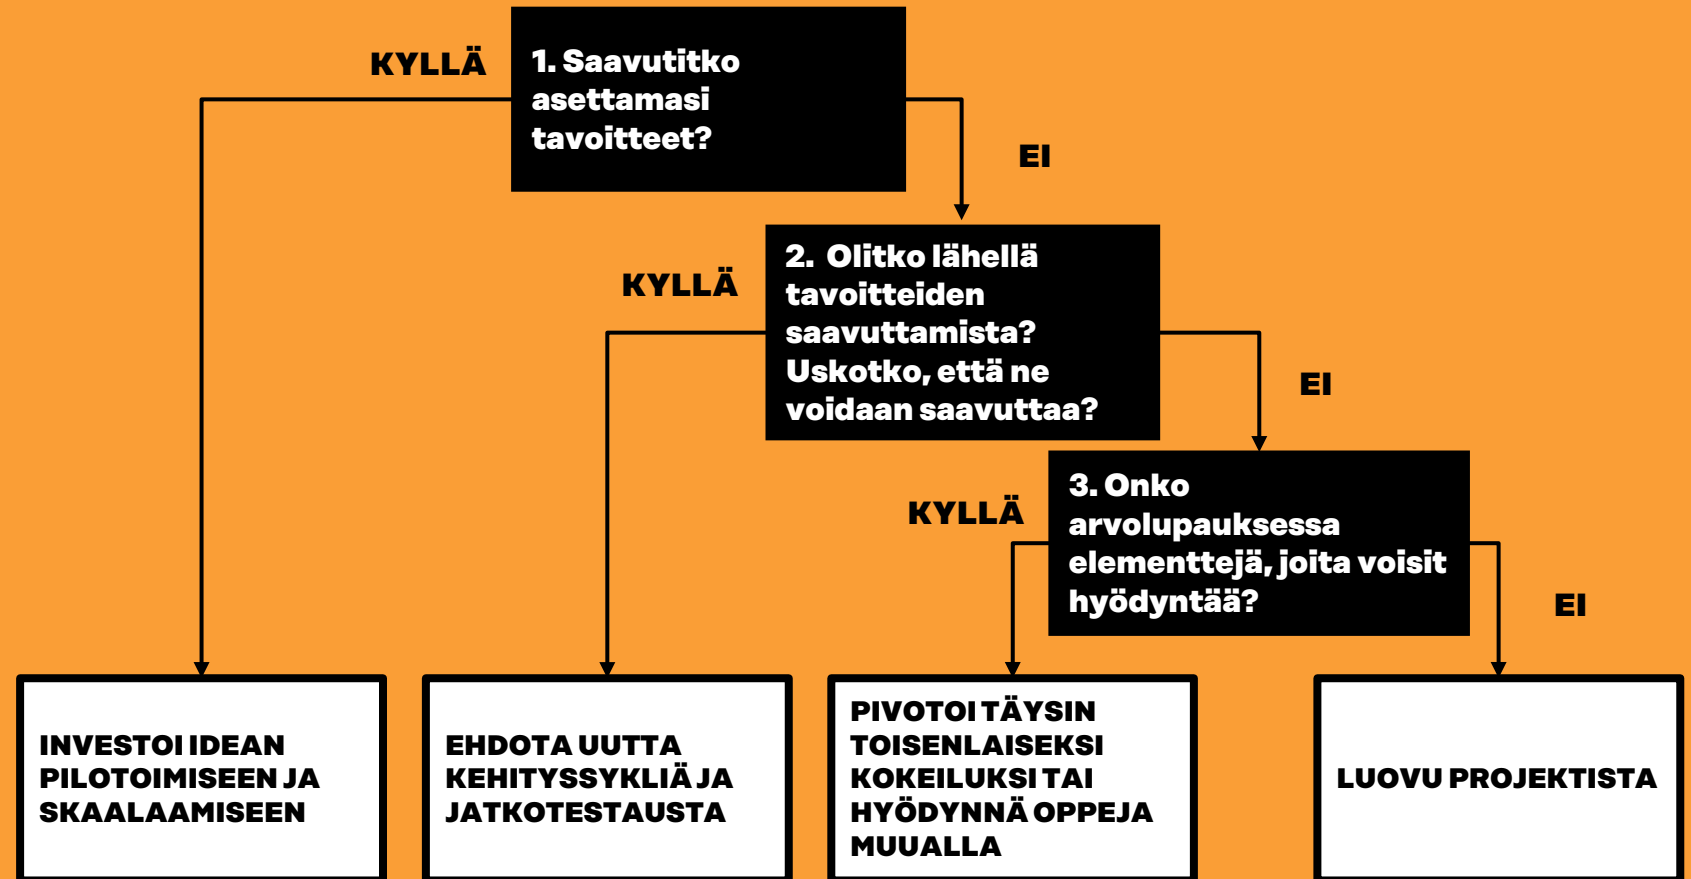 KYLLÄ
1. Saavutitko
asettamasi
tavoitteet?
EI
KYLLÄ
2. Olitko lähellä
tavoitteiden
saavuttamista?
Uskotko, että ne
voidaan saavuttaa?
EI
KYLLÄ
3. Onko
arvolupauksessa
elementtejä, joita voisit
hyödyntää?
EI
INVESTOI IDEAN
PILOTOIMISEEN JA
SKAALAAMISEEN
EHDOTA UUTTA
KEHITYSSYKLIÄ JA
JATKOTESTAUSTA
PIVOTOI TÄYSIN
TOISENLAISEKSI
KOKEILUKSI TAI
HYÖDYNNÄ OPPEJA
MUUALLA
LUOVU PROJEKTISTA